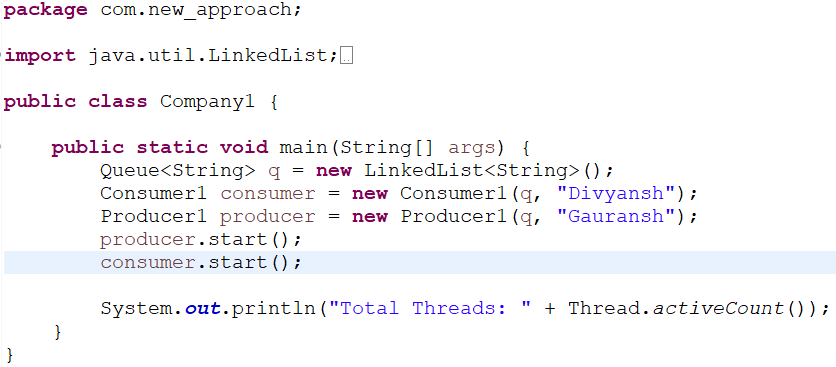 package com.new_approach;
import java.util.LinkedList;
public class Company1 {
public static void main(String[] args) {
Queue<String> q = new LinkedList<String>();
Consumer1 consumer = new Consumer1(q, "Divyansh");
Producer1 producer = new Producer1(q, "Gauransh");
producer.start();
consumer.start();
System.out.println("Total Threads: " + Thread.activeCount());
}
}